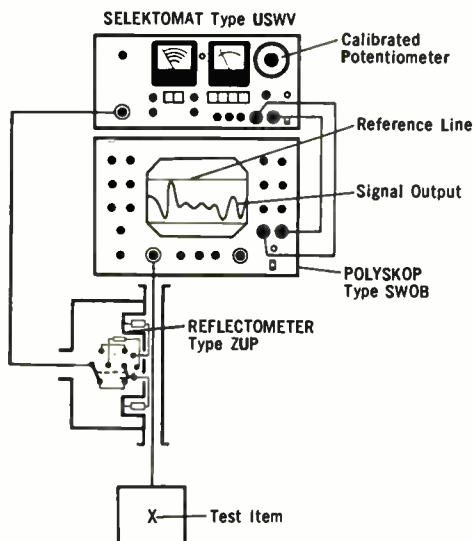 SELEKTOMAT Type USWV
Calibrated
Potentiometer
Reference Line
Signal Output
POLYSKOP
Type SWOB
REFLECTOMETER
Type ZUP
X
Test Item